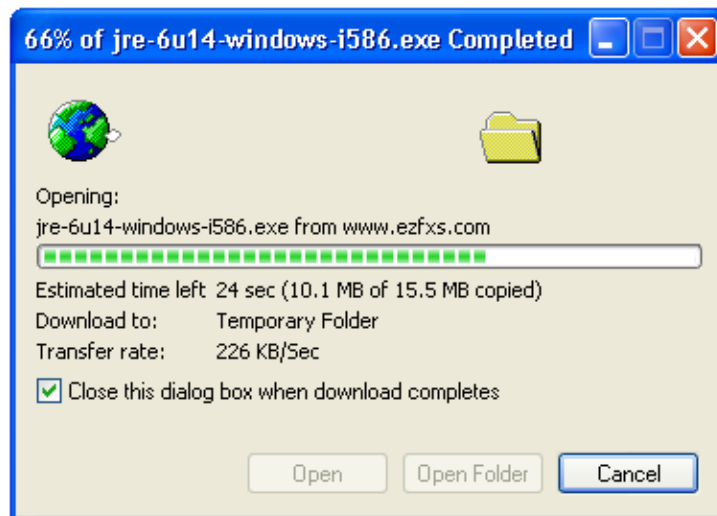 66% of jre-6u14-windows-i586.exe Completed
Opening:
jre-6u14-windows-i586.exe from www.ezfxs.com
Estimated time left 24 sec (10.1 MB of 15.5 MB copied)
Download to: Temporary Folder
Transfer rate: 226 KB/Sec
Close this dialog box when download completes
Open Open Folder Cancel